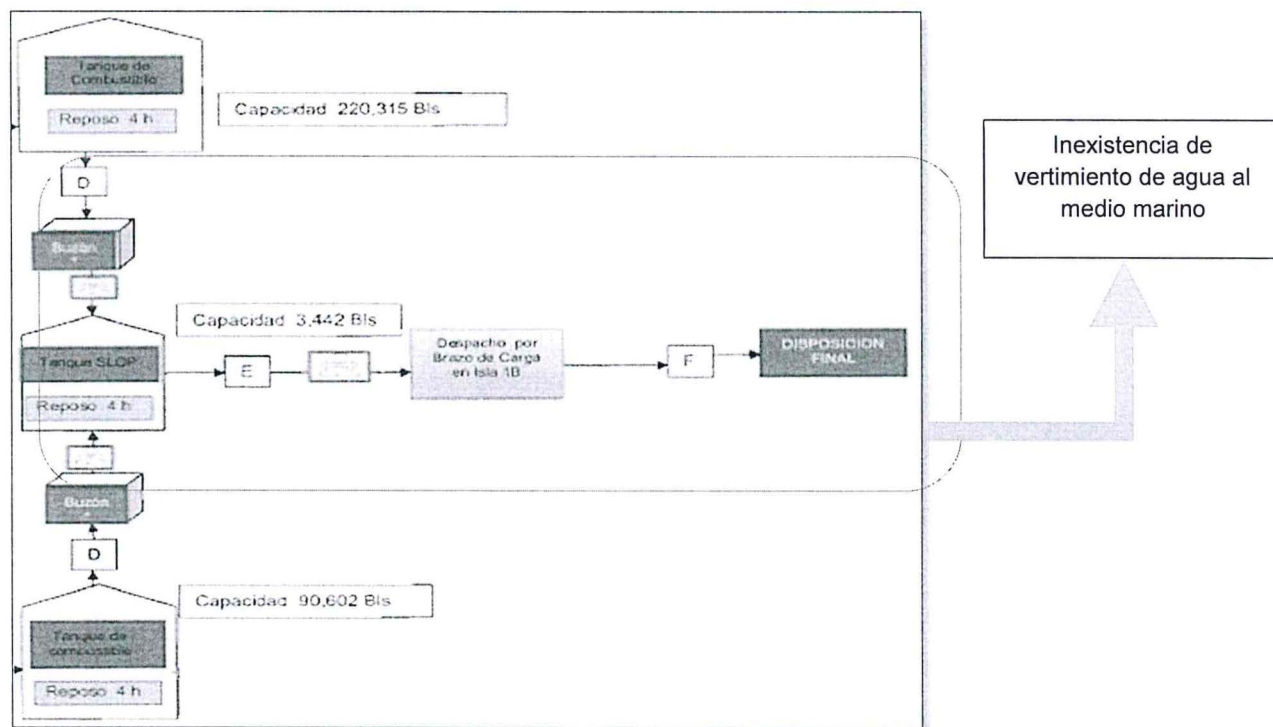 Tanque de
Combustible
Reposo 4 h
Capacidad 220,315 Bls
D
Buzón
Capacidad 3,442 Bls
Tanque SLOP
Reposo 4 h
E
Despacho por
Brazo de Carga
en Isla 1B
F
DISPOSICION
FINAL
Buzón
D
Capacidad 90,602 Bls
Tanque de
combustible
Reposo 4 h
Inexistencia de
vertimiento de agua al
medio marino